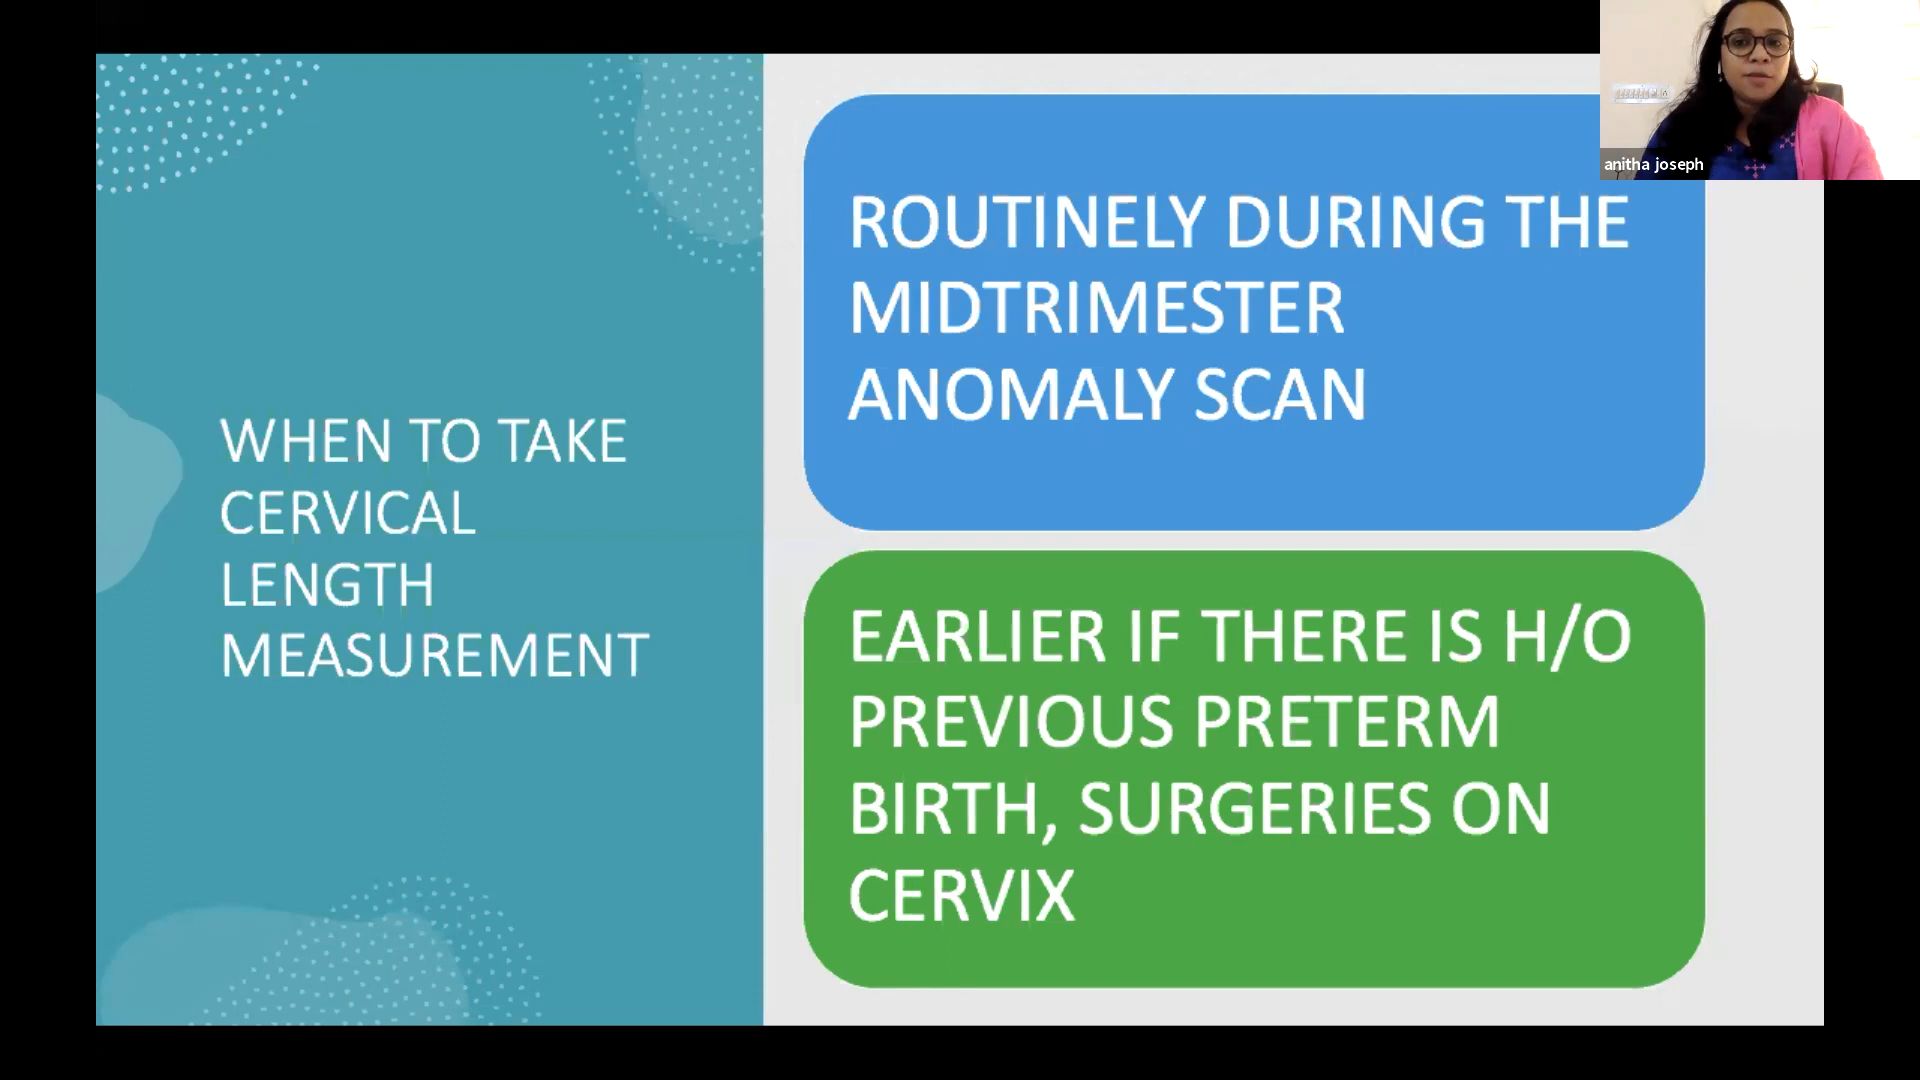 WHEN TO TAKE
CERVICAL
LENGTH
MEASUREMENT
ROUTINELY DURING THE
MIDTRIMESTER
ANOMALY SCAN
EARLIER IF THERE IS H/O
PREVIOUS PRETERM
BIRTH, SURGERIES ON
CERVIX
anitha joseph